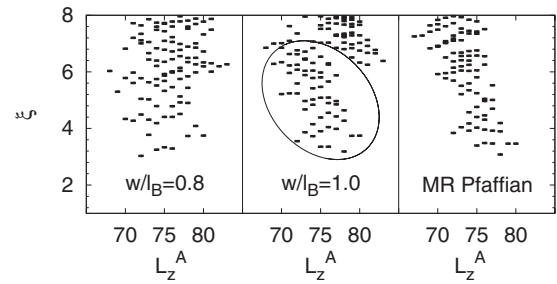 8
6
4
2
ξ
w/l_B=0.8
w/l_B=1.0
MR Pfaffian
70 75 80
70 75 80
70 75 80
L_z^A
L_z^A
L_z^A